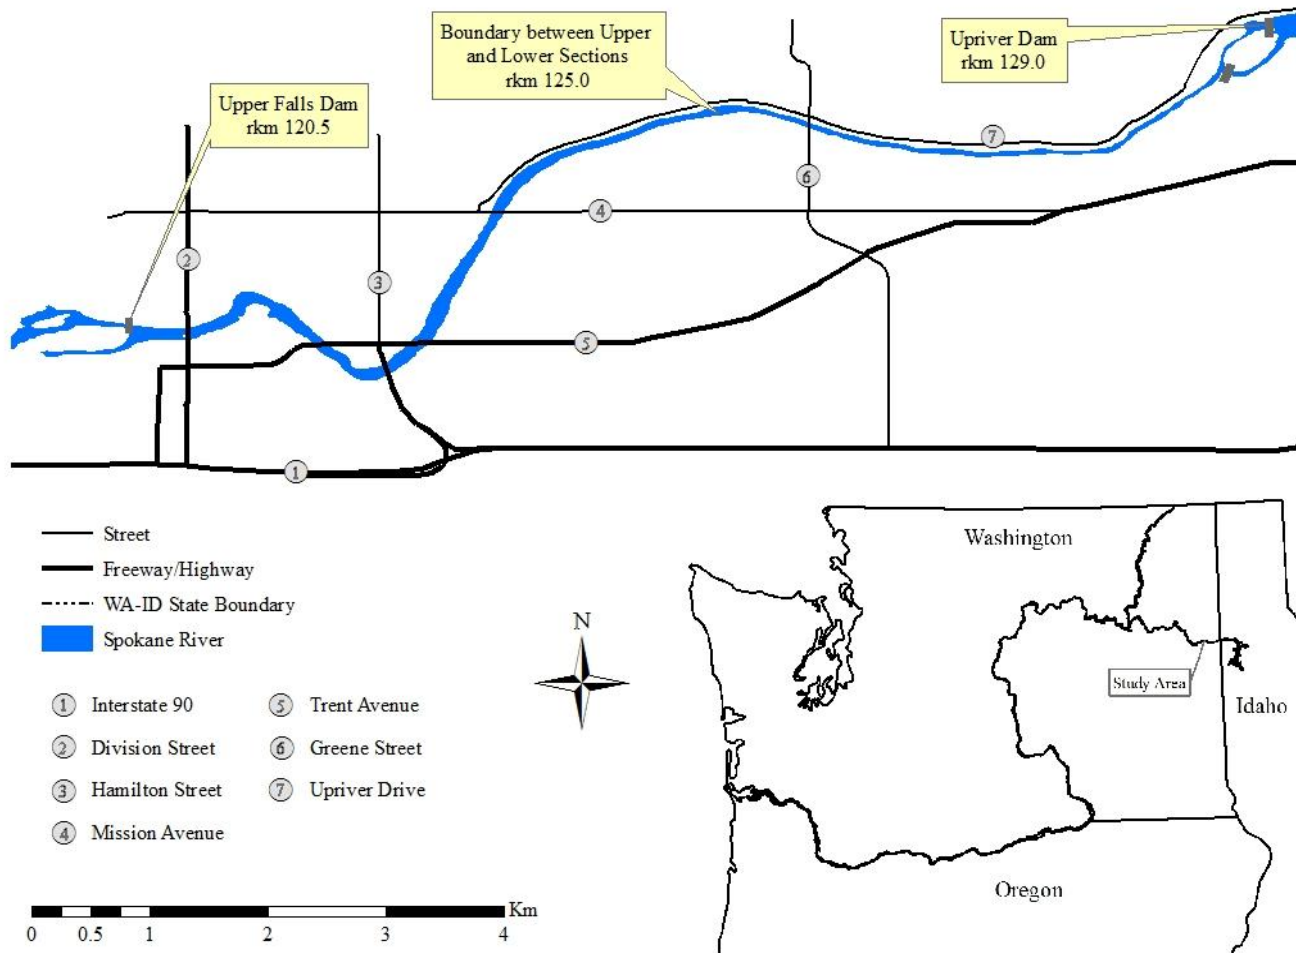 Boundary between Upper
and Lower Sections
rkm 125.0
Upriver Dam
rkm 129.0
Upper Falls Dam
rkm 120.5
7
6
4
2
3
5
1
Street
Freeway/Highway
WA-ID State Boundary
Spokane River
N
1 Interstate 90
2 Division Street
3 Hamilton Street
4 Mission Avenue
5 Trent Avenue
6 Greene Street
7 Upriver Drive
Km
0 0.5 1 2 3 4
Washington
Study Area
Idaho
Oregon